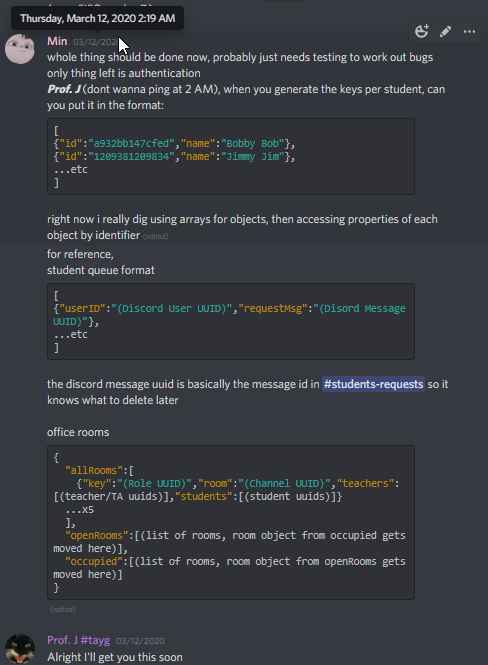 Thursday, March 12, 2020 2:19 AM
Min 03/12/2020
whole thing should be done now, probably just needs testing to work out bugs
only thing left is authentication
Prof. J (dont wanna ping at 2 AM), when you generate the keys per student, can
you put it in the format:
[
{"id":"a932bb147cfed","name":"Bobby Bob"},
{"id":"1209381209834","name":"Jimmy Jim"},
...etc
]
right now i really dig using arrays for objects, then accessing properties of each
object by identifier (edited)
for reference,
student queue format
[
{"userID":"(Discord User UUID)","requestMsg":"(Disord Message
UUID)"},
...etc
]
the discord message uuid is basically the message id in #students-requests so it
knows what to delete later
office rooms
{
"allRooms":[
{"key":"(Role UUID)","room":"(Channel UUID)","teachers":
[(teacher/TA uuids)],"students":[(student uuids)]}
...X5
],
"openRooms":[(list of rooms, room object from occupied gets
moved here)],
"occupied":[(list of rooms, room object from openRooms gets
moved here)]
}
(edited)
Prof. J #tayg 03/12/2020
Alright I'll get you this soon